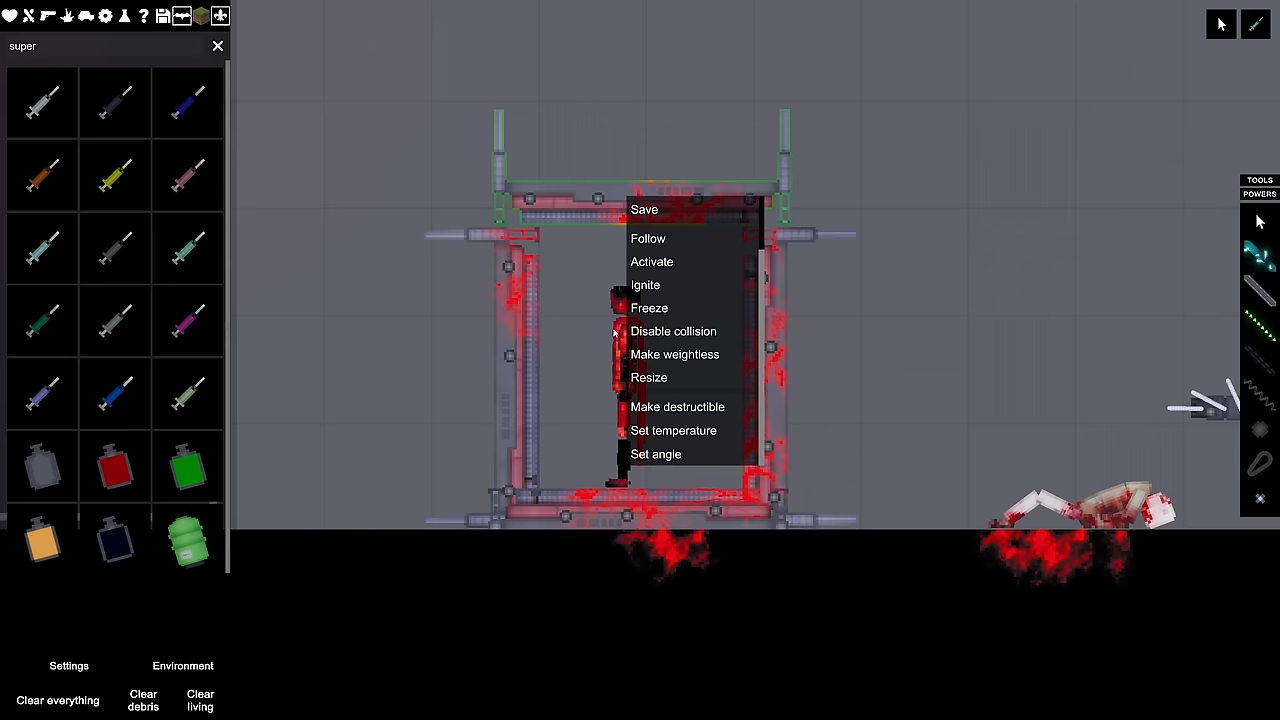 super
TOOLS
POWERS
Save
Follow
Activate
Ignite
Freeze
Disable collision
Make weightless
Resize
Make destructible
Set temperature
Set angle
Settings
Environment
Clear everything
Clear
debris
Clear
living